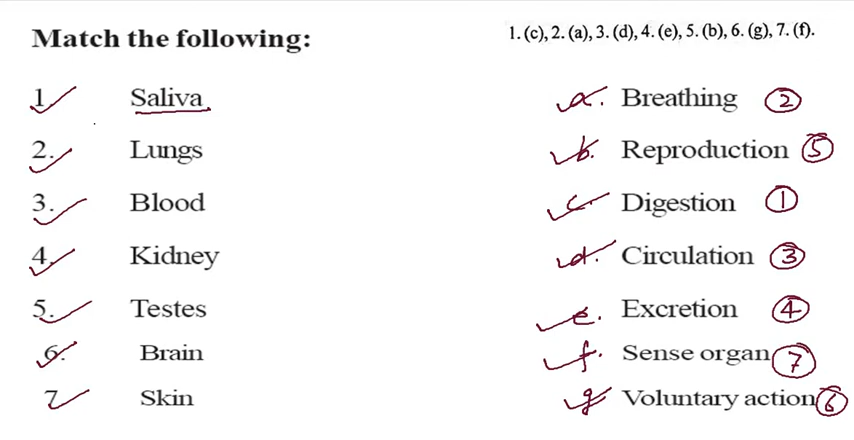 Match the following: 1. (c), 2. (a), 3. (d), 4. (e), 5. (b), 6. (g), 7. (f).
1 Saliva a. Breathing 2
2. Lungs b. Reproduction 5
3. Blood c. Digestion 1
4. Kidney d. Circulation 3
5. Testes e. Excretion 4
6. Brain f. Sense organ 7
7 Skin g Voluntary action 6